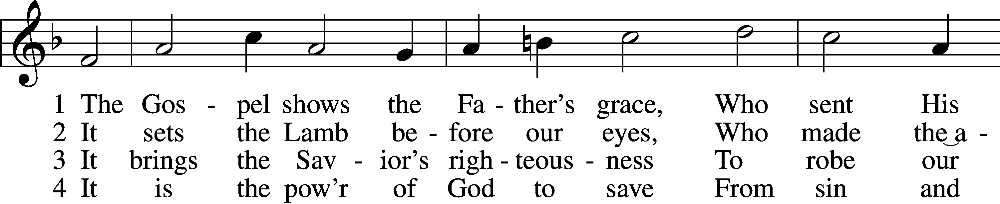 1 The Gos - pel shows the Fa - ther’s grace, Who sent His
2 It sets the Lamb be - fore our eyes, Who made the‿a -
3 It brings the Sav - ior’s righ - teous - ness To robe our
4 It is the pow’r of God to save From sin and